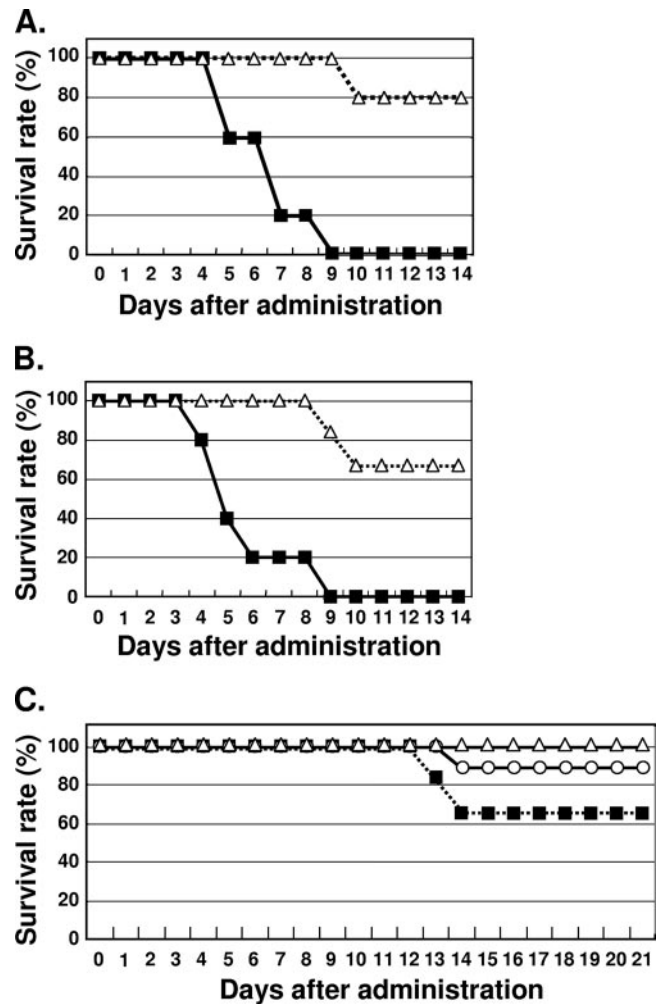 A.
Survival rate (%)
100
80
60
40
20
0
0 1 2 3 4 5 6 7 8 9 10 11 12 13 14
Days after administration
B.
Survival rate (%)
100
80
60
40
20
0
0 1 2 3 4 5 6 7 8 9 10 11 12 13 14
Days after administration
C.
Survival rate (%)
100
80
60
40
20
0
0 1 2 3 4 5 6 7 8 9 10 11 12 13 14 15 16 17 18 19 20 21
Days after administration